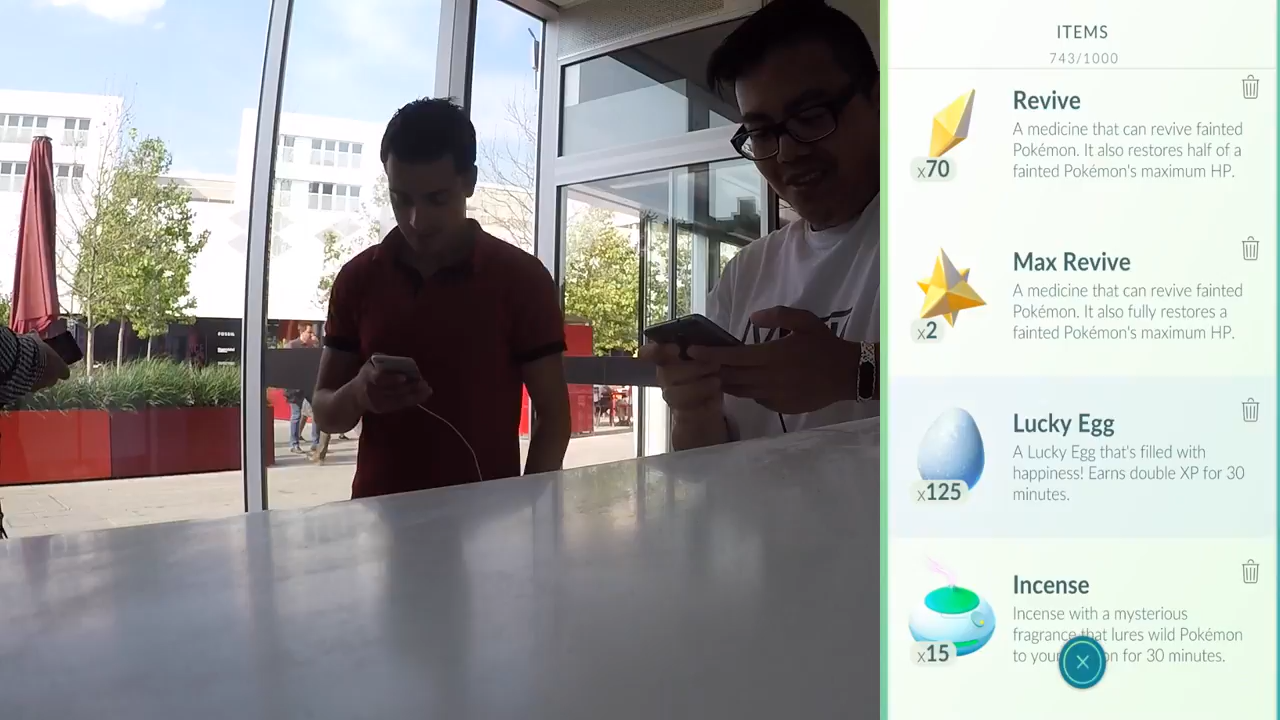 ITEMS
743/1000
Revive
A medicine that can revive fainted
Pokémon. It also restores half of a
fainted Pokémon's maximum HP.
x70
Max Revive
A medicine that can revive fainted
Pokémon. It also fully restores a
fainted Pokémon's maximum HP.
x2
Lucky Egg
A Lucky Egg that's filled with
happiness! Earns double XP for 30
minutes.
x125
Incense
Incense with a mysterious
fragrance that lures wild Pokémon
to your on for 30 minutes.
x15
FOSSIL